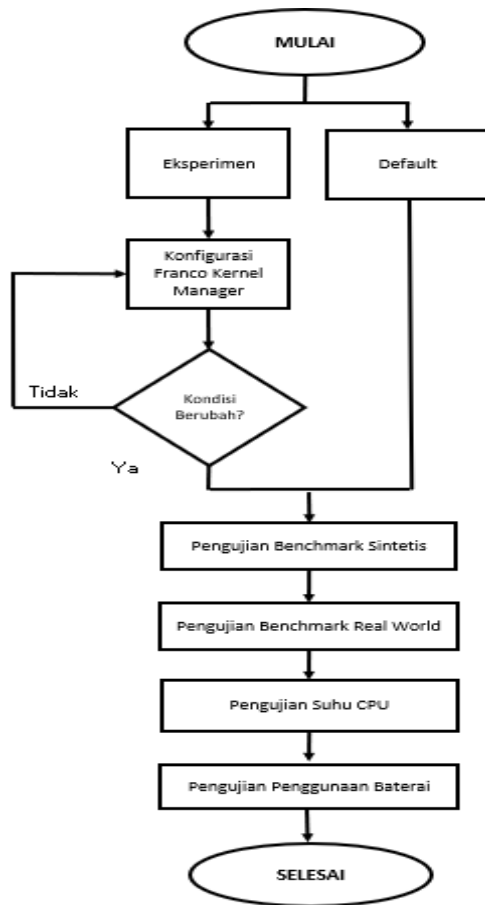 MULAI
Eksperimen
Default
Konfigurasi
Franco Kernel
Manager
Kondisi
Berubah?
Tidak
Ya
Pengujian Benchmark Sintetis
Pengujian Benchmark Real World
Pengujian Suhu CPU
Pengujian Penggunaan Baterai
SELESAI